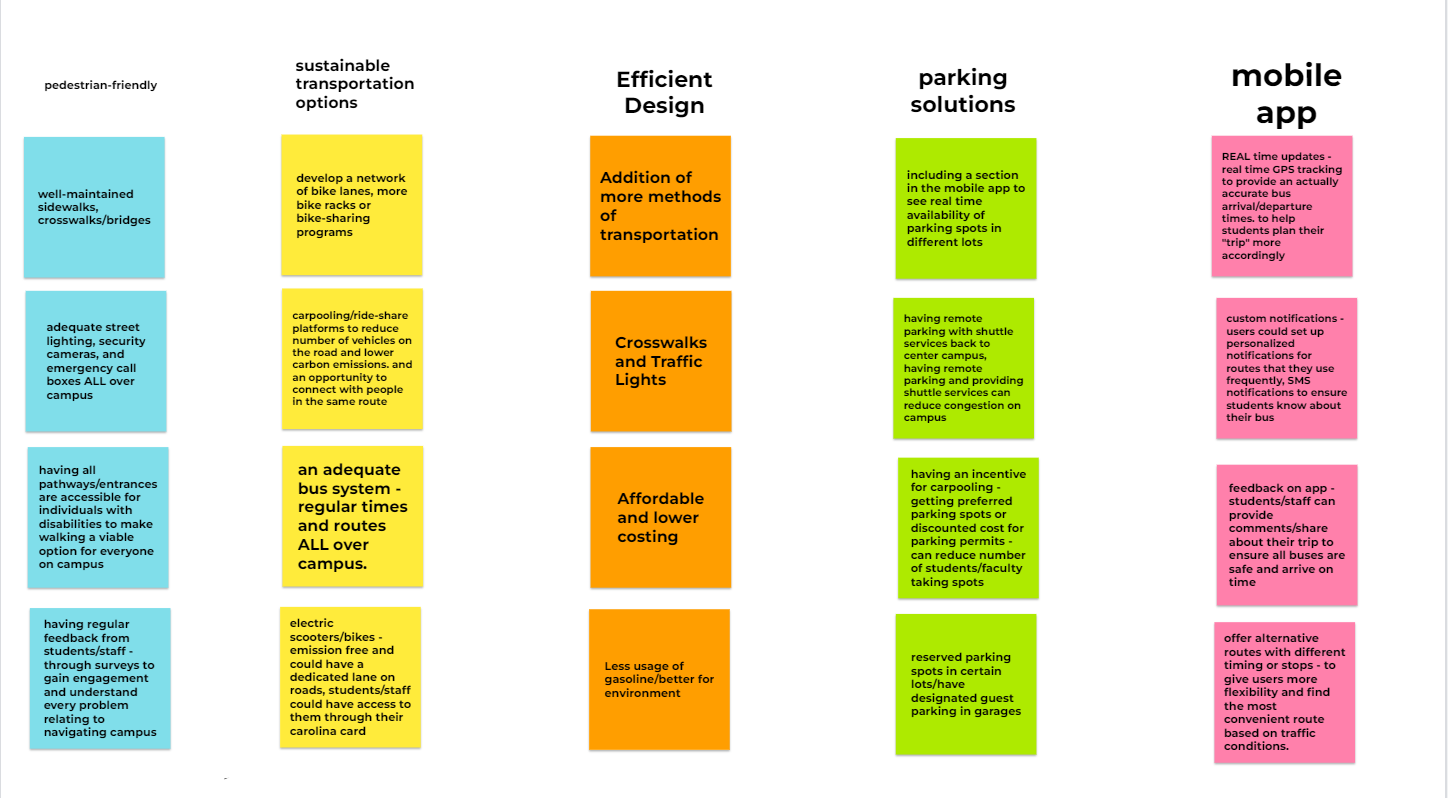 pedestrian-friendly
well-maintained
sidewalks,
crosswalks/bridges
adequate street
lighting, security
cameras, and
emergency call
boxes ALL over
campus
having all
pathways/entrances
are accessible for
individuals with
disabilities to make
walking a viable
option for everyone
on campus
having regular
feedback from
students/staff -
through surveys to
gain engagement
and understand
every problem
relating to
navigating campus
sustainable
transportation
options
develop a network
of bike lanes, more
bike racks or
bike-sharing
programs
carpooling/ride-share
platforms to reduce
number of vehicles on
the road and lower
carbon emissions. and
an opportunity to
connect with people
in the same route
an adequate
bus system -
regular times
and routes
ALL over
campus.
electric
scooters/bikes -
emission free and
could have a
dedicated lane on
roads, students/staff
could have access to
them through their
carolina card
Efficient
Design
Addition of
more methods
of
transportation
Crosswalks
and Traffic
Lights
Affordable
and lower
costing
Less usage of
gasoline/better for
environment
parking
solutions
including a section
in the mobile app to
see real time
availability of
parking spots in
different lots
having remote
parking with shuttle
services back to
center campus,
having remote
parking and providing
shuttle services can
reduce congestion on
campus
having an incentive
for carpooling -
getting preferred
parking spots or
discounted cost for
parking permits -
can reduce number
of students/faculty
taking spots
reserved parking
spots in certain
lots/have
designated guest
parking in garages
mobile
app
REAL time updates -
real time GPS tracking
to provide an actually
accurate bus
arrival/departure
times. to help
students plan their
"trip" more
accordingly
custom notifications -
users could set up
personalized
notifications for
routes that they use
frequently, SMS
notifications to ensure
students know about
their bus
feedback on app -
students/staff can
provide
comments/share
about their trip to
ensure all buses are
safe and arrive on
time
offer alternative
routes with different
timing or stops - to
give users more
flexibility and find
the most
convenient route
based on traffic
conditions.